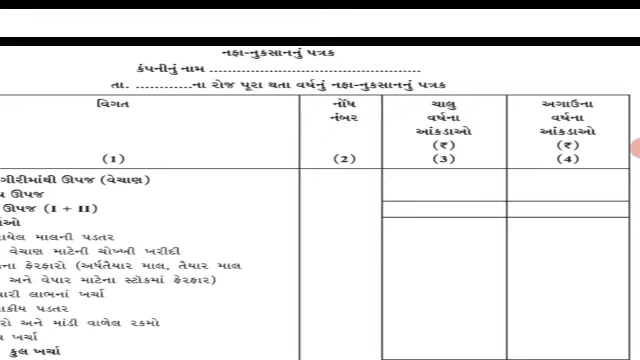 નફા-નુકસાનનું પત્રક
કંપનીનું નામ ......................................................
તા. ..............ના રોજ પૂરા થતા વર્ષનું નફા-નુકસાનનું પત્રક
વિગત નોંધ નંબર ચાલુ વર્ષના આંકડાઓ (₹) અગાઉના વર્ષના આંકડાઓ (₹)
(1) (2) (3) (4)
ઊપજ (વેચાણ)
ઊપજ
ઊપજ (I + II)
માલની પડતર
વેચાણ માટેની ચોખ્ખી ખરીદી
ફેરફારો (અર્ધતૈયાર માલ, તૈયાર માલ
અને વેપાર માટેના સ્ટોકમાં ફેરફાર)
લાભનાં ખર્ચા
પડતર
અને માંડી વાળેલ રકમો
ખર્ચા
કુલ ખર્ચા